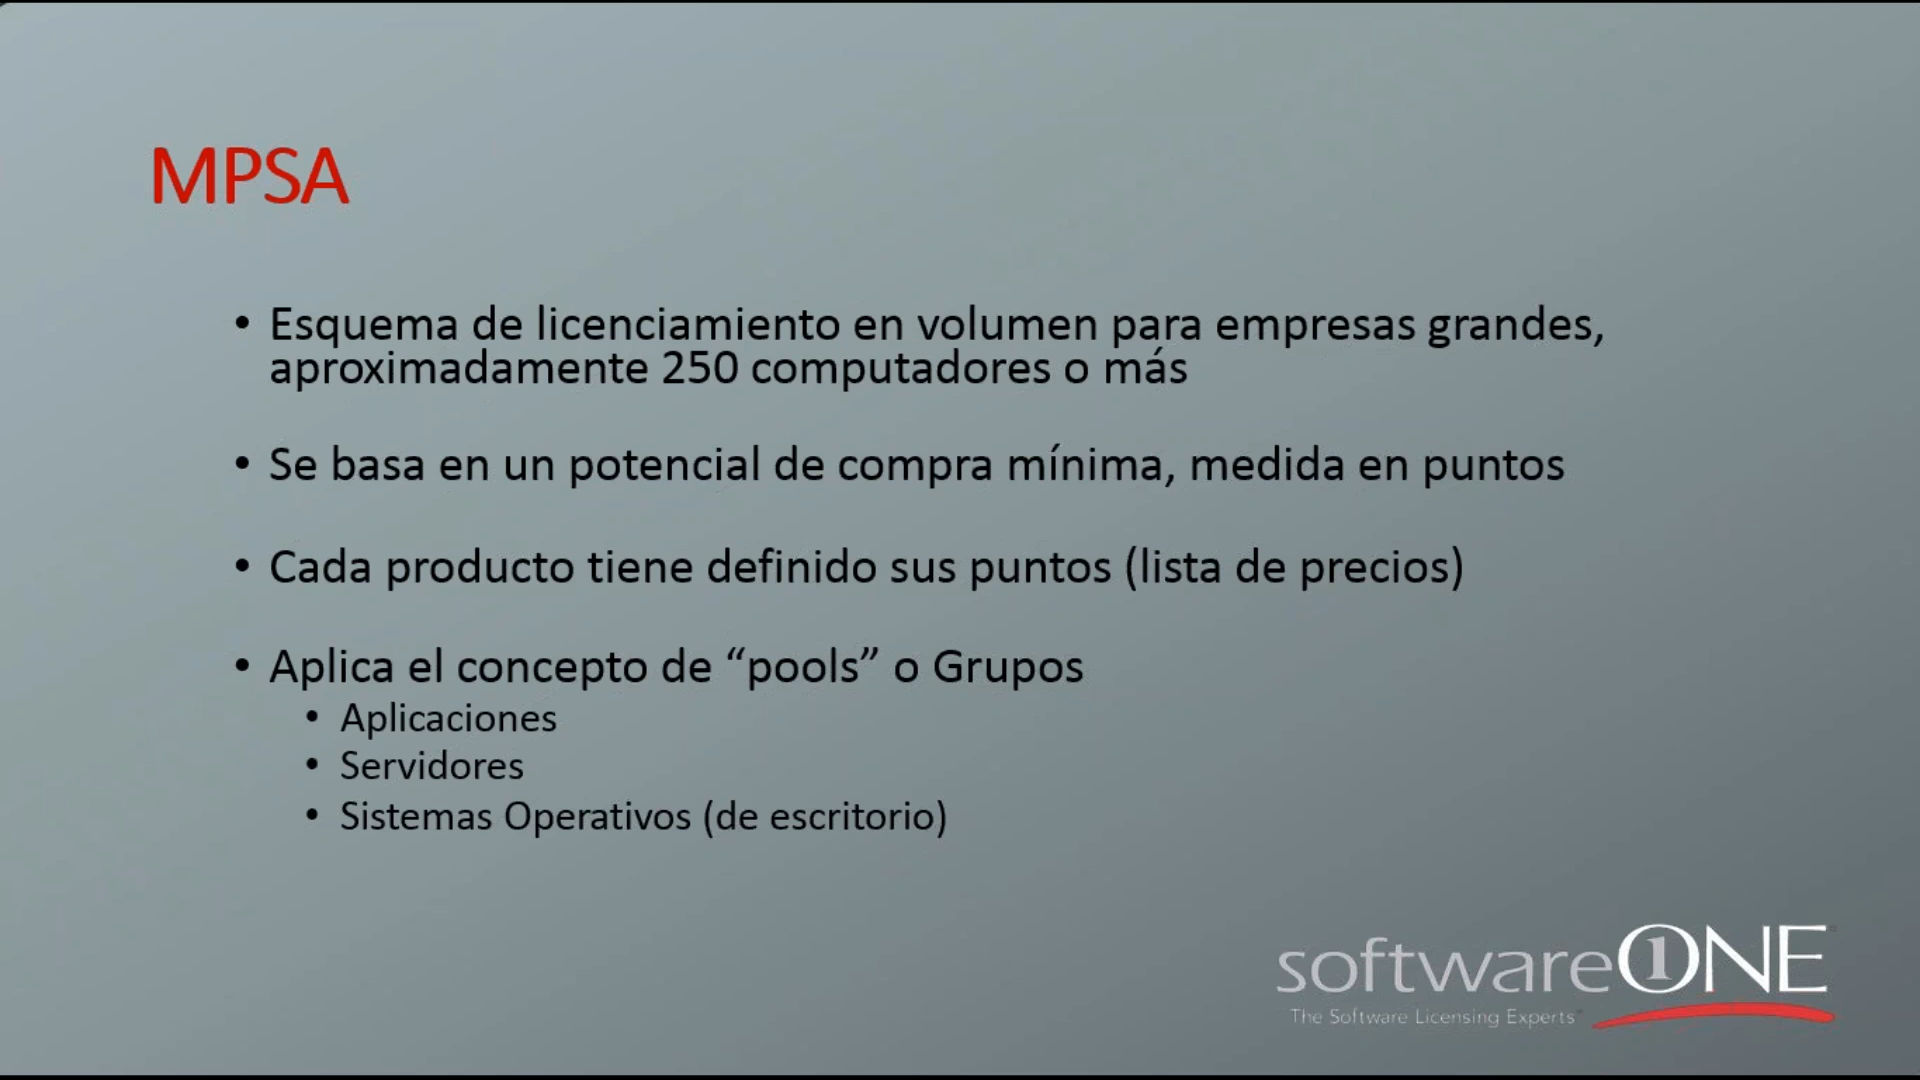 MPSA
• Esquema de licenciamiento en volumen para empresas grandes,
aproximadamente 250 computadores o más
• Se basa en un potencial de compra mínima, medida en puntos
• Cada producto tiene definido sus puntos (lista de precios)
• Aplica el concepto de “pools” o Grupos
• Aplicaciones
• Servidores
• Sistemas Operativos (de escritorio)
softwareONE
The Software Licensing Experts